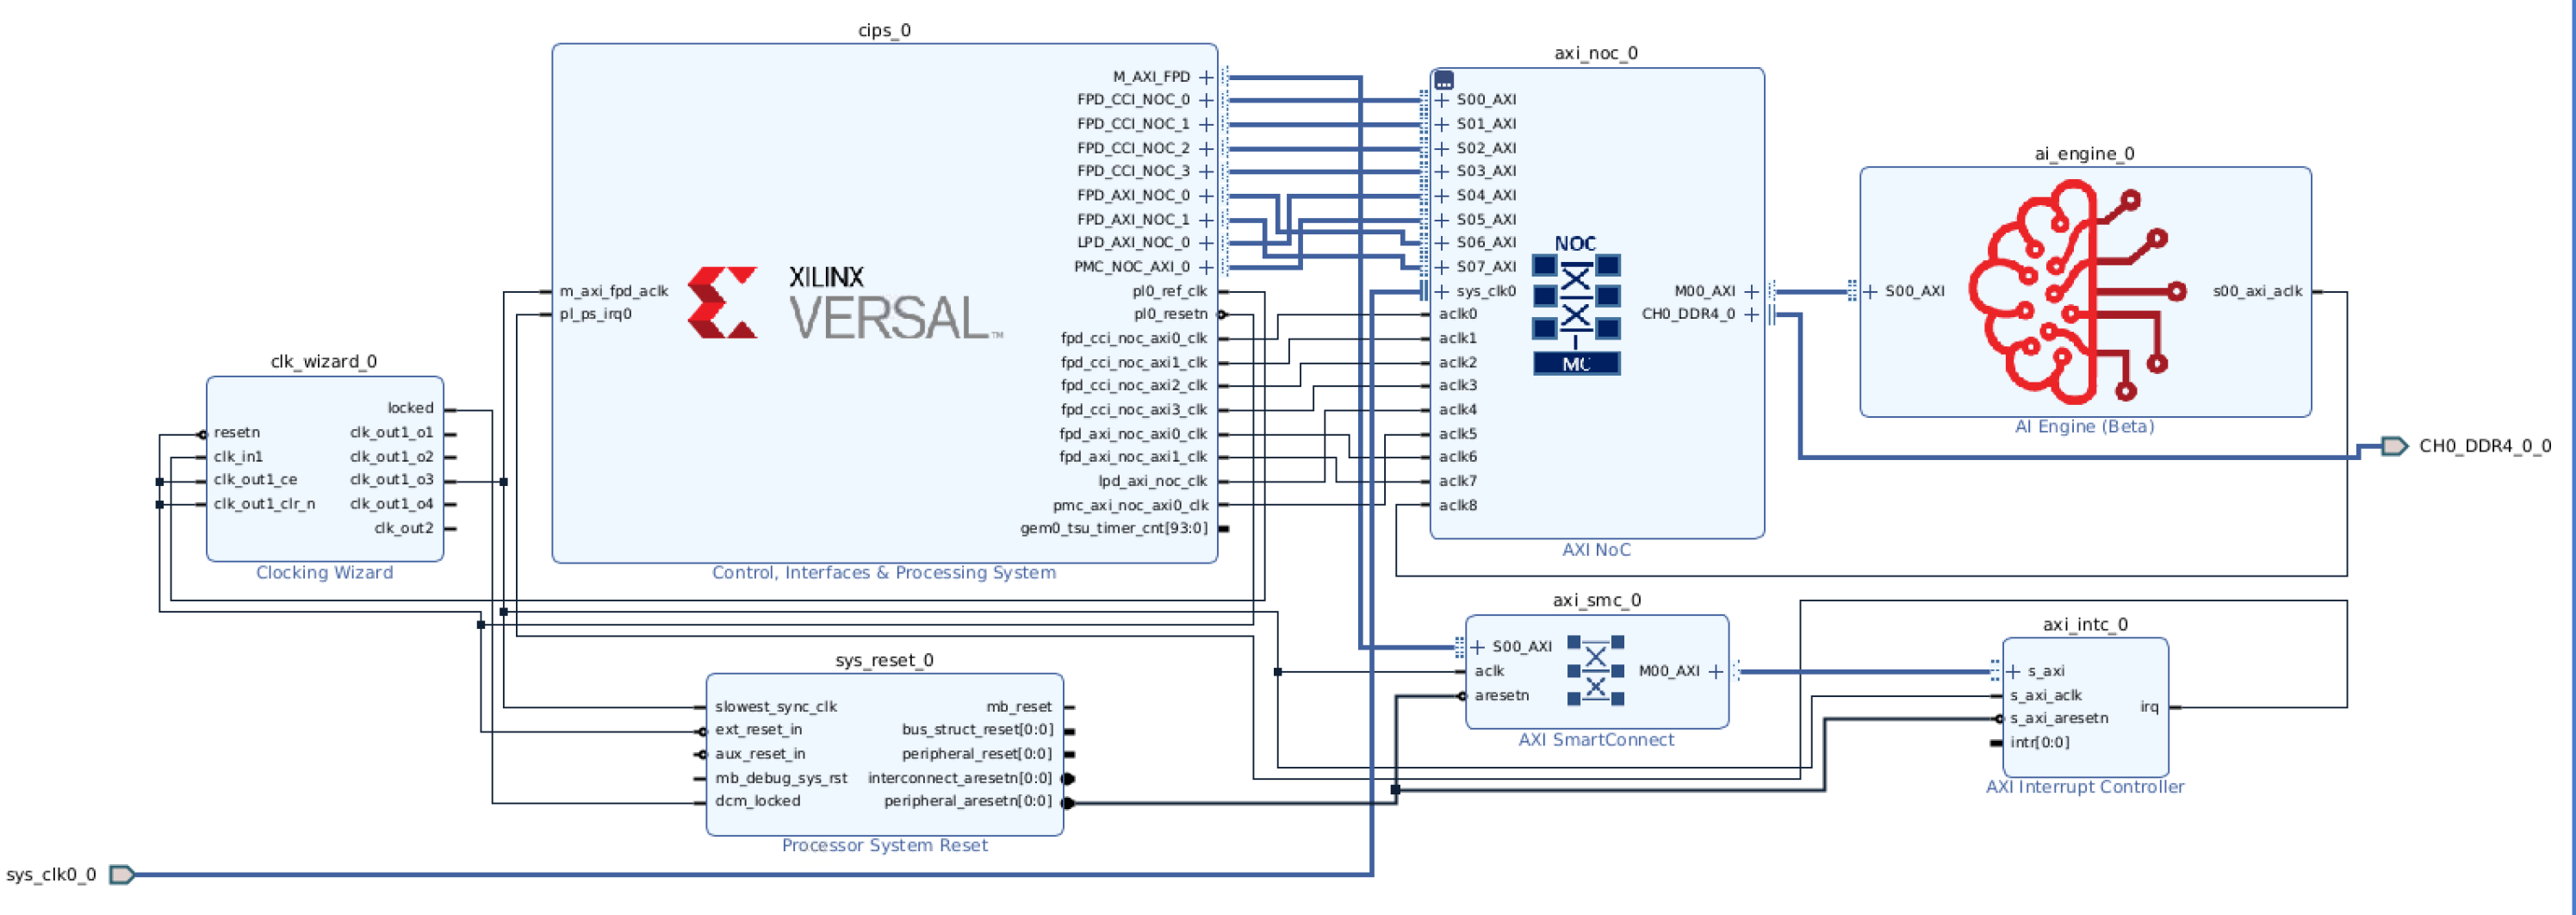 cips_0
M_AXI_FPD
FPD_CCI_NOC_0
FPD_CCI_NOC_1
FPD_CCI_NOC_2
FPD_CCI_NOC_3
FPD_AXI_NOC_0
FPD_AXI_NOC_1
LPD_AXI_NOC_0
PMC_NOC_AXI_0
m_axi_fpd_aclk
pl_ps_irq0
XILINX
VERSAL™
pl0_ref_clk
pl0_resetn
fpd_cci_noc_axi0_clk
fpd_cci_noc_axi1_clk
fpd_cci_noc_axi2_clk
fpd_cci_noc_axi3_clk
fpd_axi_noc_axi0_clk
fpd_axi_noc_axi1_clk
lpd_axi_noc_clk
pmc_axi_noc_axi0_clk
gem0_tsu_timer_cnt[93:0]
Control, Interfaces & Processing System
axi_noc_0
S00_AXI
S01_AXI
S02_AXI
S03_AXI
S04_AXI
S05_AXI
S06_AXI
S07_AXI
sys_clk0
aclk0
aclk1
aclk2
aclk3
aclk4
aclk5
aclk6
aclk7
aclk8
NOC
MC
M00_AXI
CH0_DDR4_0
AXI NoC
ai_engine_0
S00_AXI
s00_axi_aclk
AI Engine (Beta)
CH0_DDR4_0_0
clk_wizard_0
resetn
clk_in1
clk_out1_ce
clk_out1_clr_n
locked
clk_out1_o1
clk_out1_o2
clk_out1_o3
clk_out1_o4
clk_out2
Clocking Wizard
sys_reset_0
slowest_sync_clk
ext_reset_in
aux_reset_in
mb_debug_sys_rst
dcm_locked
mb_reset
bus_struct_reset[0:0]
peripheral_reset[0:0]
interconnect_aresetn[0:0]
peripheral_aresetn[0:0]
Processor System Reset
axi_smc_0
S00_AXI
aclk
aresetn
M00_AXI
AXI SmartConnect
axi_intc_0
s_axi
s_axi_aclk
s_axi_aresetn
intr[0:0]
irq
AXI Interrupt Controller
sys_clk0_0